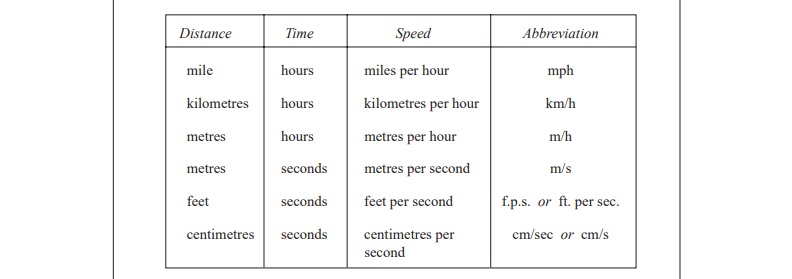 Distance Time Speed Abbreviation
mile hours miles per hour mph
kilometres hours kilometres per hour km/h
metres hours metres per hour m/h
metres seconds metres per second m/s
feet seconds feet per second f.p.s. or ft. per sec.
centimetres seconds centimetres per cm/sec or cm/s
second